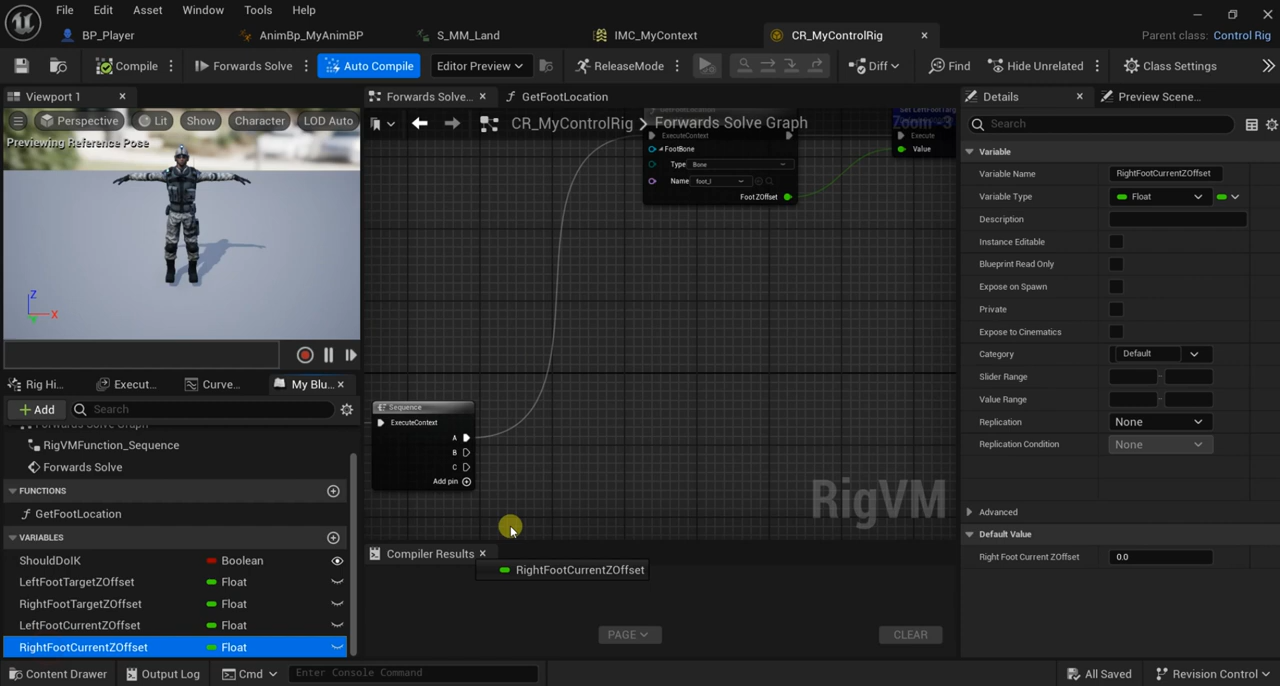 File Edit Asset Window Tools Help
BP_Player AnimBp_MyAnimBP S_MM_Land IMC_MyContext CR_MyControlRig Parent class: Control Rig
Compile Forwards Solve Auto Compile Editor Preview ReleaseMode Diff Find Hide Unrelated Class Settings
Viewport 1 Forwards Solve... GetFootLocation Details Preview Scene...
Perspective Lit Show Character LOD Auto
Previewing Reference Pose
CR_MyControlRig > Forwards Solve Graph Zoom -3
Search
Variable
Variable Name RightFootCurrentZOffset
Variable Type Float
Description
Instance Editable
Blueprint Read Only
Expose on Spawn
Private
Expose to Cinematics
Category Default
Slider Range
Value Range
Replication None
Replication Condition None
Advanced
Default Value
Right Foot Current ZOffset 0.0
ExecuteContext
FootBone
Type Bone
Name foot_l
Foot ZOffset
Execute
Value
Sequence
ExecuteContext
A
B
C
Add pin
RigVM
Z
X
Rig Hi... Execut... Curve... My Blu...
Add Search
Forwards Solve Graph
RigVMFunction_Sequence
Forwards Solve
FUNCTIONS
GetFootLocation
VARIABLES
ShouldDoIK Boolean
LeftFootTargetZOffset Float
RightFootTargetZOffset Float
LeftFootCurrentZOffset Float
RightFootCurrentZOffset Float
Compiler Results
RightFootCurrentZOffset
PAGE CLEAR
Content Drawer Output Log Cmd Enter Console Command All Saved Revision Control